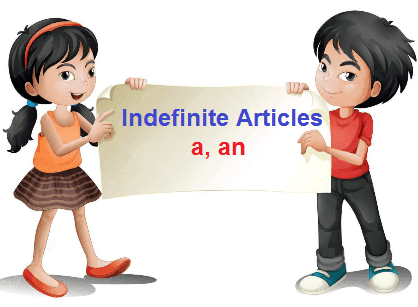 Indefinite Articles
a, an